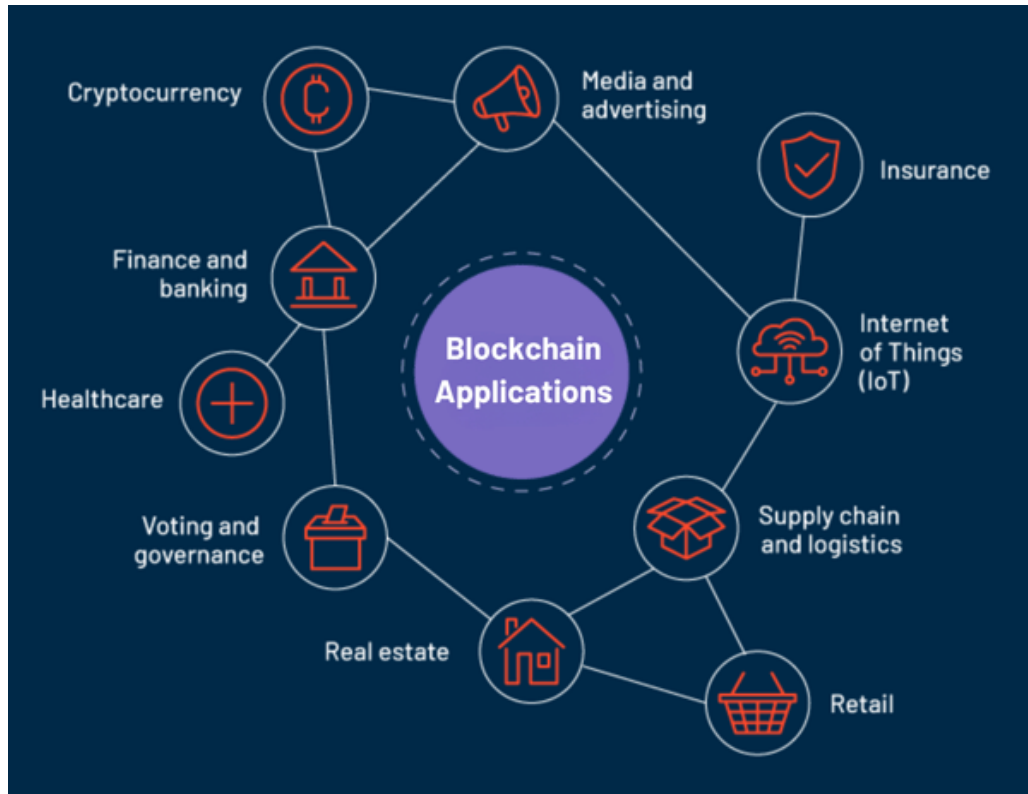 Cryptocurrency
Media and
advertising
Insurance
Finance and
banking
Blockchain
Applications
Internet
of Things
(IoT)
Healthcare
Voting and
governance
Supply chain
and logistics
Real estate
Retail